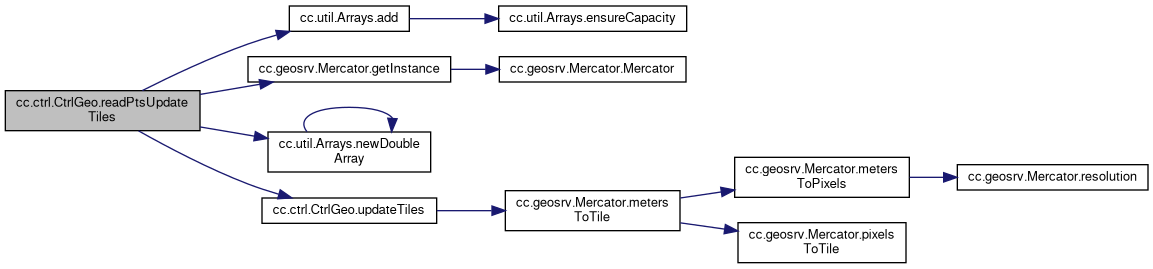 cc.util.Arrays.add
cc.util.Arrays.ensureCapacity
cc.geosrv.Mercator.getInstance
cc.geosrv.Mercator.Mercator
cc.ctrl.CtrlGeo.readPtsUpdate
Tiles
cc.util.Arrays.newDouble
Array
cc.ctrl.CtrlGeo.updateTiles
cc.geosrv.Mercator.meters
ToTile
cc.geosrv.Mercator.meters
ToPixels
cc.geosrv.Mercator.resolution
cc.geosrv.Mercator.pixels
ToTile